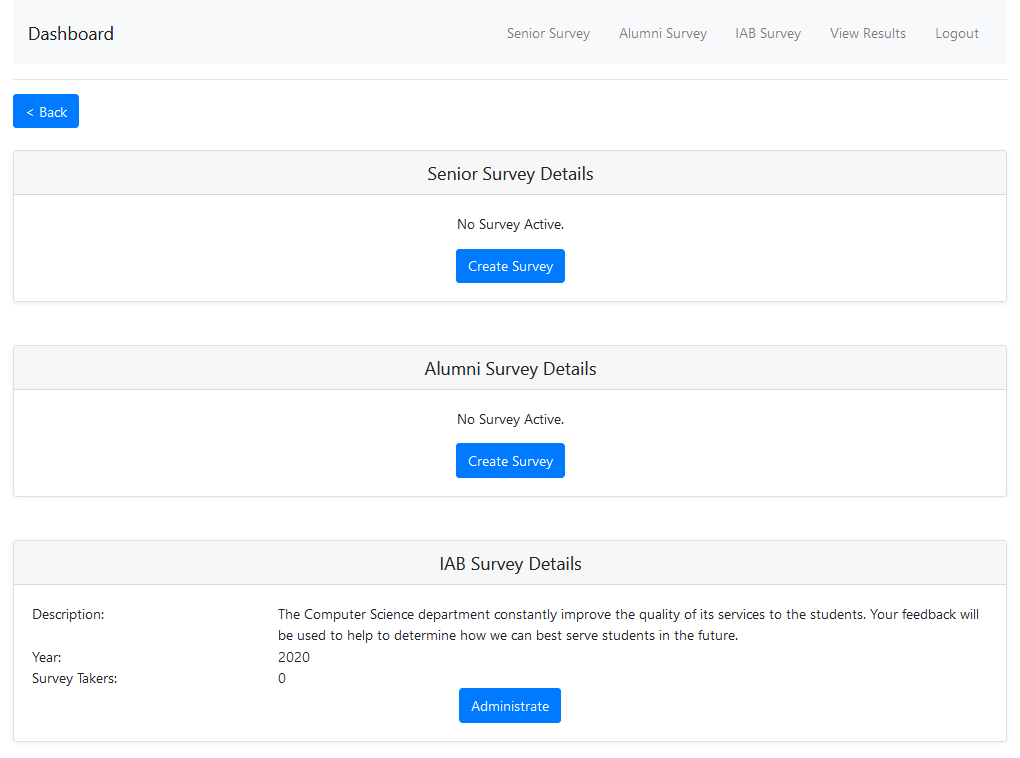 Dashboard Senior Survey Alumni Survey IAB Survey View Results Logout
< Back
Senior Survey Details
No Survey Active.
Create Survey
Alumni Survey Details
No Survey Active.
Create Survey
IAB Survey Details
Description: The Computer Science department constantly improve the quality of its services to the students. Your feedback will
be used to help to determine how we can best serve students in the future.
Year: 2020
Survey Takers: 0
Administrate